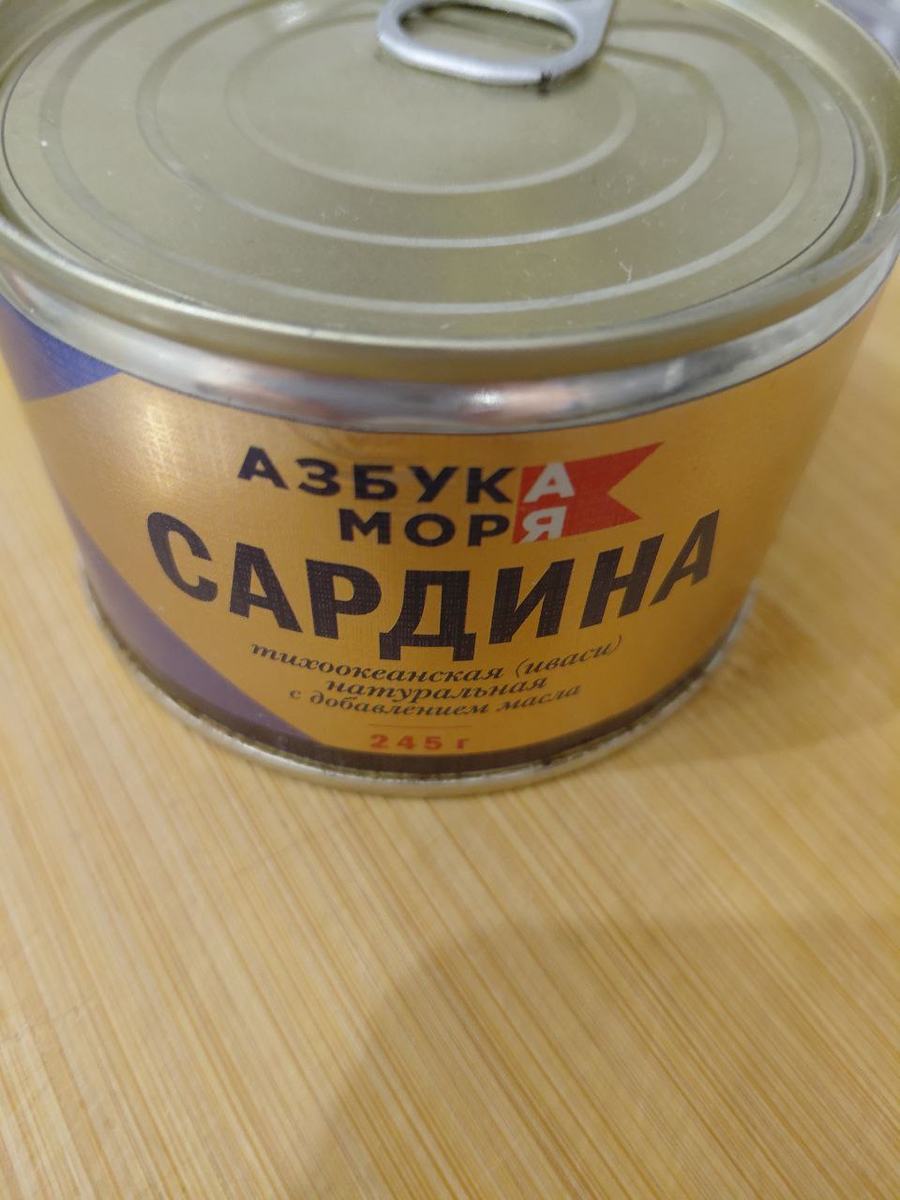 АЗБУКА
МОРЯ
САРДИНА
тихоокеанская (иваси)
натуральная
с добавлением масла
245 г